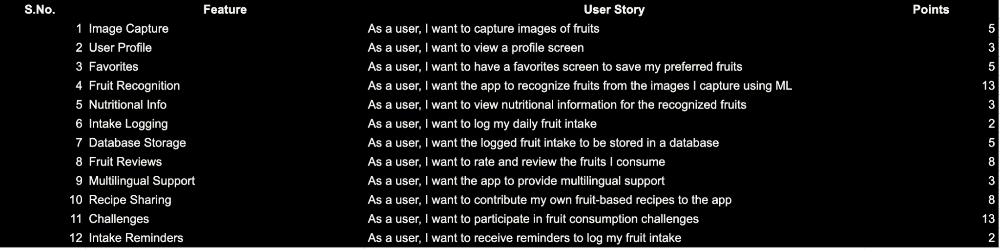 S.No. Feature User Story Points
1 Image Capture As a user, I want to capture images of fruits 5
2 User Profile As a user, I want to view a profile screen 3
3 Favorites As a user, I want to have a favorites screen to save my preferred fruits 5
4 Fruit Recognition As a user, I want the app to recognize fruits from the images I capture using ML 13
5 Nutritional Info As a user, I want to view nutritional information for the recognized fruits 3
6 Intake Logging As a user, I want to log my daily fruit intake 2
7 Database Storage As a user, I want the logged fruit intake to be stored in a database 5
8 Fruit Reviews As a user, I want to rate and review the fruits I consume 8
9 Multilingual Support As a user, I want the app to provide multilingual support 3
10 Recipe Sharing As a user, I want to contribute my own fruit-based recipes to the app 8
11 Challenges As a user, I want to participate in fruit consumption challenges 13
12 Intake Reminders As a user, I want to receive reminders to log my fruit intake 2